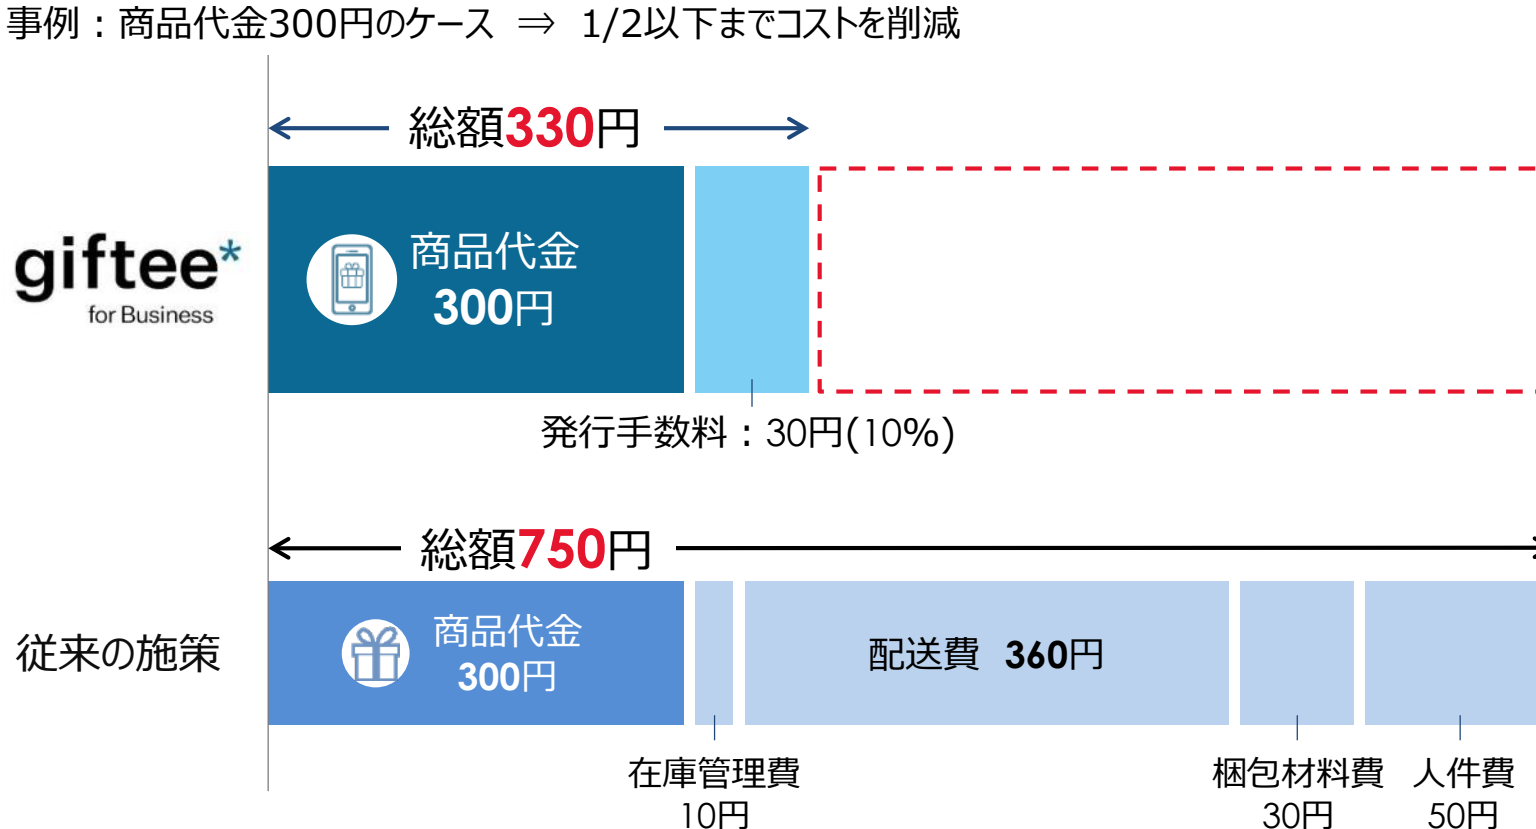 事例：商品代金300円のケース ⇒ 1/2以下までコストを削減
総額330円
giftee*
for Business
商品代金
300円
発行手数料：30円(10%)
総額750円
従来の施策
商品代金
300円
配送費 360円
在庫管理費
10円
梱包材料費
30円
人件費
50円